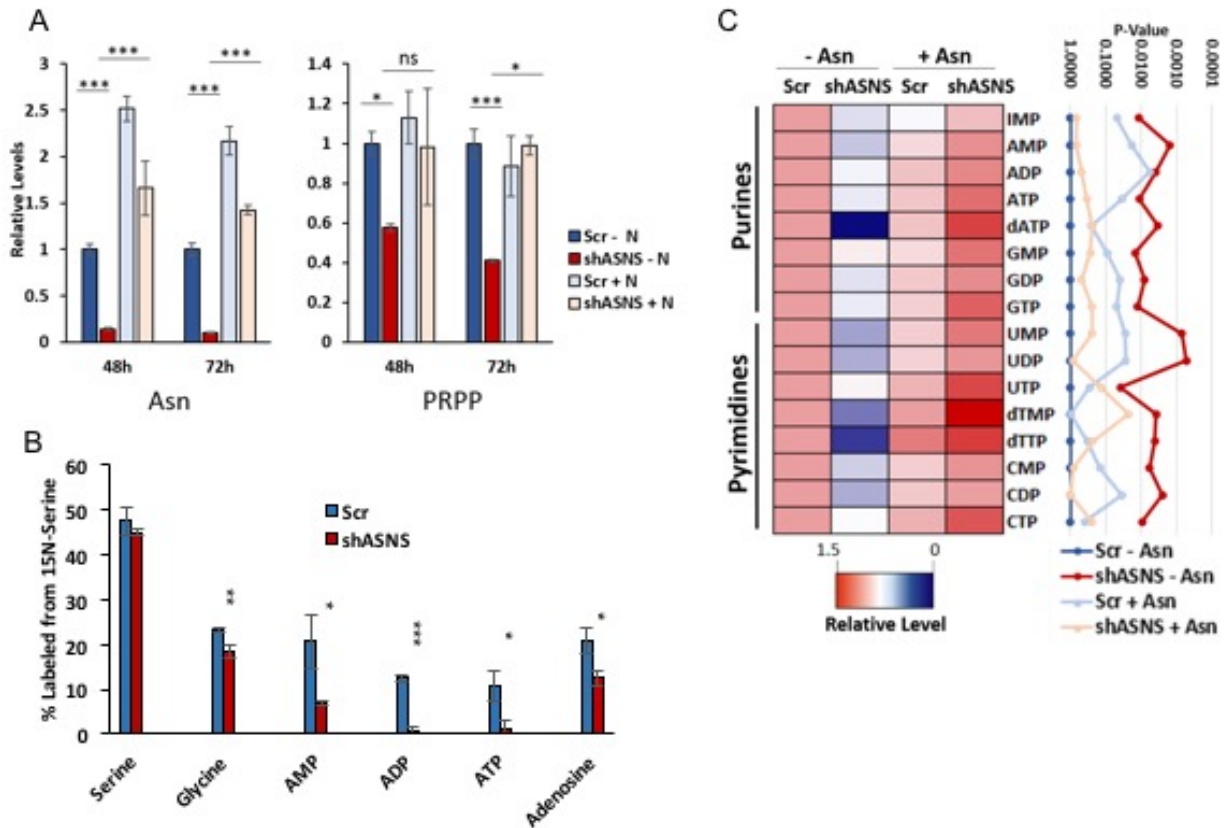 A
*** *** *** ***
Relative Levels
3
2.5
2
1.5
1
0.5
0
48h 72h
Asn
ns * * ***
1.4
1.2
1
0.8
0.6
0.4
0.2
0
48h 72h
PRPP
Scr - N
shASNS - N
Scr + N
shASNS + N
B
% Labeled from 15N-Serine
60
50
40
30
20
10
0
Scr
shASNS
** * *** * *
Serine Glycine AMP ADP ATP Adenosine
C
- Asn + Asn
Scr shASNS Scr shASNS
P-Value
1.0000 0.1000 0.0100 0.0010 0.0001
Purines
Pyrimidines
IMP
AMP
ADP
ATP
dATP
GMP
GDP
GTP
UMP
UDP
UTP
dTMP
dTTP
CMP
CDP
CTP
1.5 0
Relative Level
Scr - Asn
shASNS - Asn
Scr + Asn
shASNS + Asn